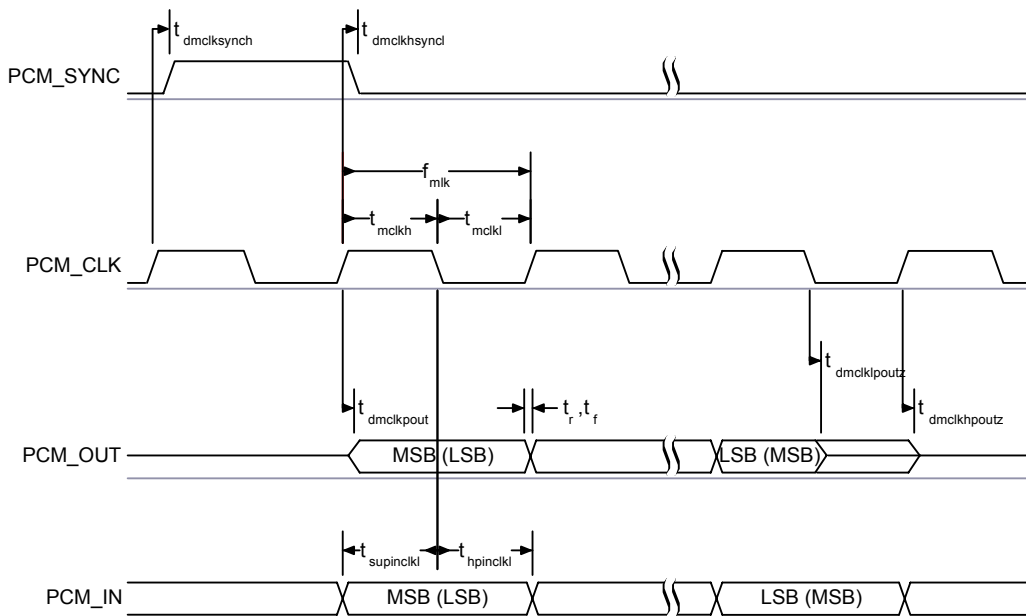 t dmclksynch
t dmclkhsyncl
PCM_SYNC
f mlk
t mclkh
t mclkl
PCM_CLK
t dmclklpoutz
t dmclkpout
t r ,t f
t dmclkhpoutz
PCM_OUT
MSB (LSB)
LSB (MSB)
t supinclkl
t hpinclkl
PCM_IN
MSB (LSB)
LSB (MSB)